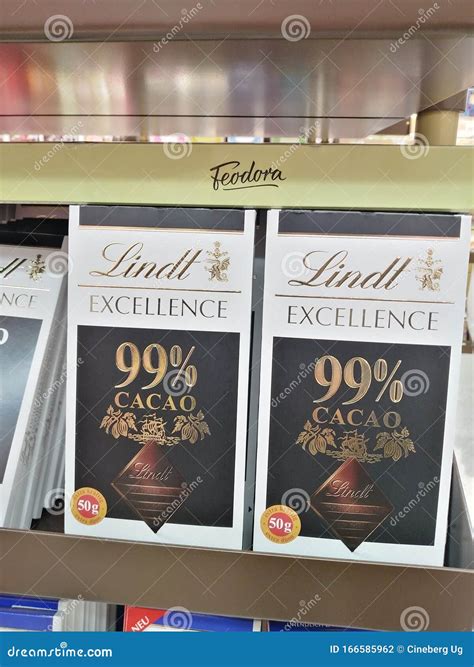 Feodora
Lindt
EXCELLENCE
99%
CACAO
Lindt
50g
Lindt
EXCELLENCE
99%
CACAO
Lindt
50g
Lindt
NEU
dreamstime.com
ID 166585962 © Cineberg Ug